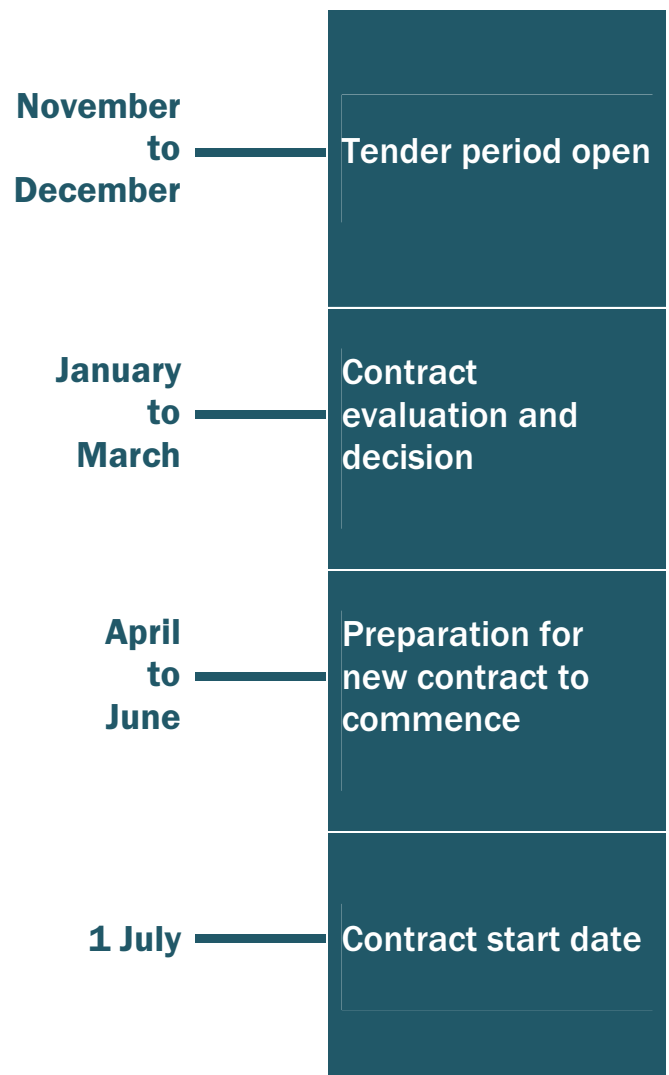 November
to
December
Tender period open
January
to
March
Contract
evaluation and
decision
April
to
June
Preparation for
new contract to
commence
1 July
Contract start date